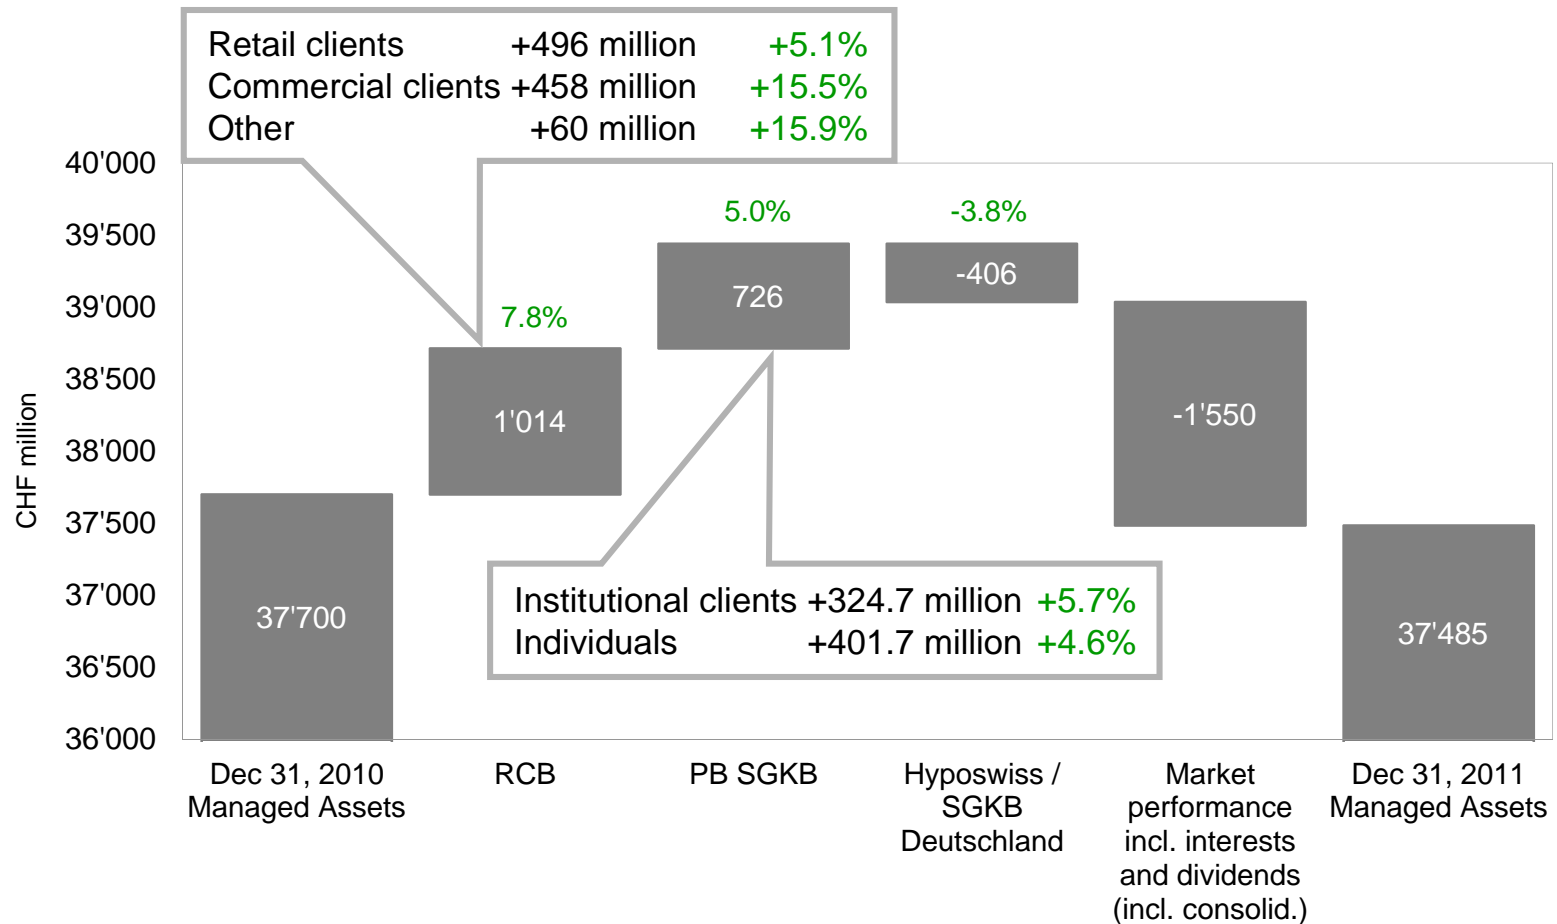 Retail clients +496 million +5.1%
Commercial clients +458 million +15.5%
Other +60 million +15.9%
40'000
39'500
39'000
38'500
38'000
37'500
37'000
36'500
36'000
CHF million
5.0%
-3.8%
7.8%
726
-406
1'014
-1'550
37'700
37'485
Institutional clients +324.7 million +5.7%
Individuals +401.7 million +4.6%
Dec 31, 2010
Managed Assets
RCB
PB SGKB
Hyposwiss /
SGKB
Deutschland
Market
performance
incl. interests
and dividends
(incl. consolid.)
Dec 31, 2011
Managed Assets